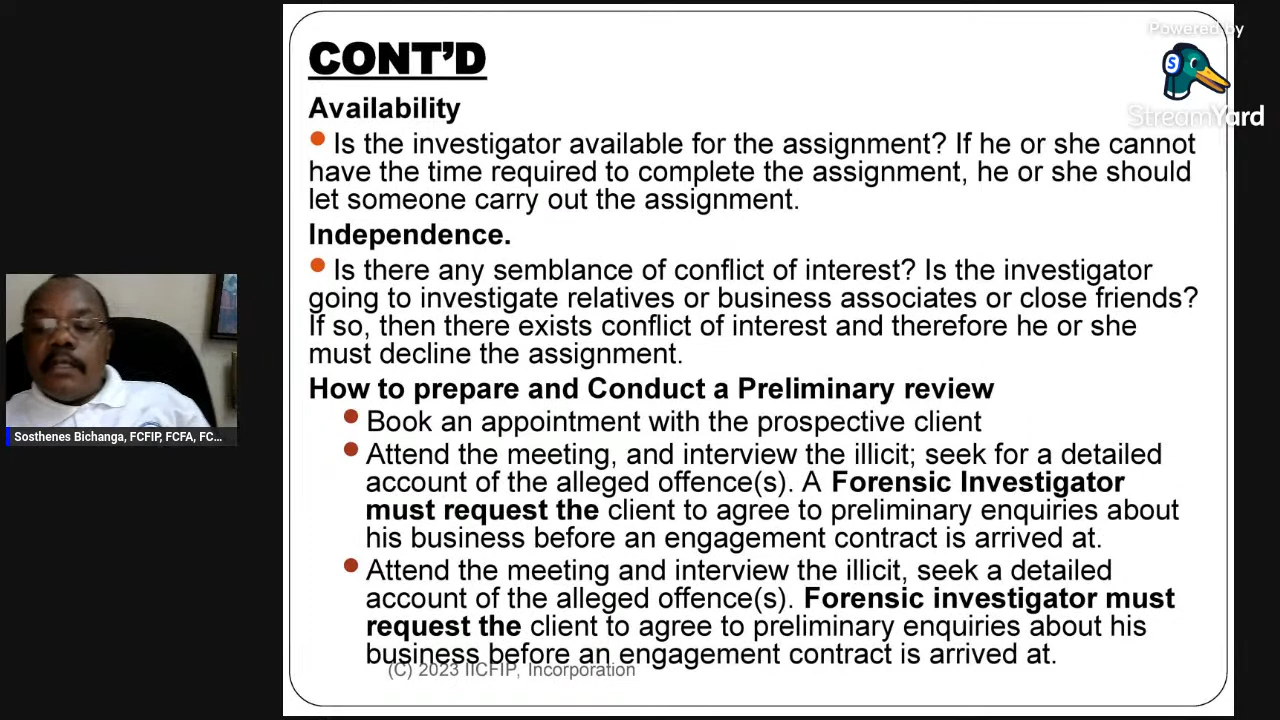 CONT'D
Powered by
S
StreamYard
Availability
Is the investigator available for the assignment? If he or she cannot
have the time required to complete the assignment, he or she should
let someone carry out the assignment.
Independence.
Is there any semblance of conflict of interest? Is the investigator
going to investigate relatives or business associates or close friends?
If so, then there exists conflict of interest and therefore he or she
must decline the assignment.
How to prepare and Conduct a Preliminary review
Book an appointment with the prospective client
Attend the meeting, and interview the illicit; seek for a detailed
account of the alleged offence(s). A Forensic Investigator
must request the client to agree to preliminary enquiries about
his business before an engagement contract is arrived at.
Attend the meeting and interview the illicit, seek a detailed
account of the alleged offence(s). Forensic investigator must
request the client to agree to preliminary enquiries about his
business before an engagement contract is arrived at.
(C) 2023 IICFIP, Incorporation
Sosthenes Bichanga, FCFIP, FCFA, FC...